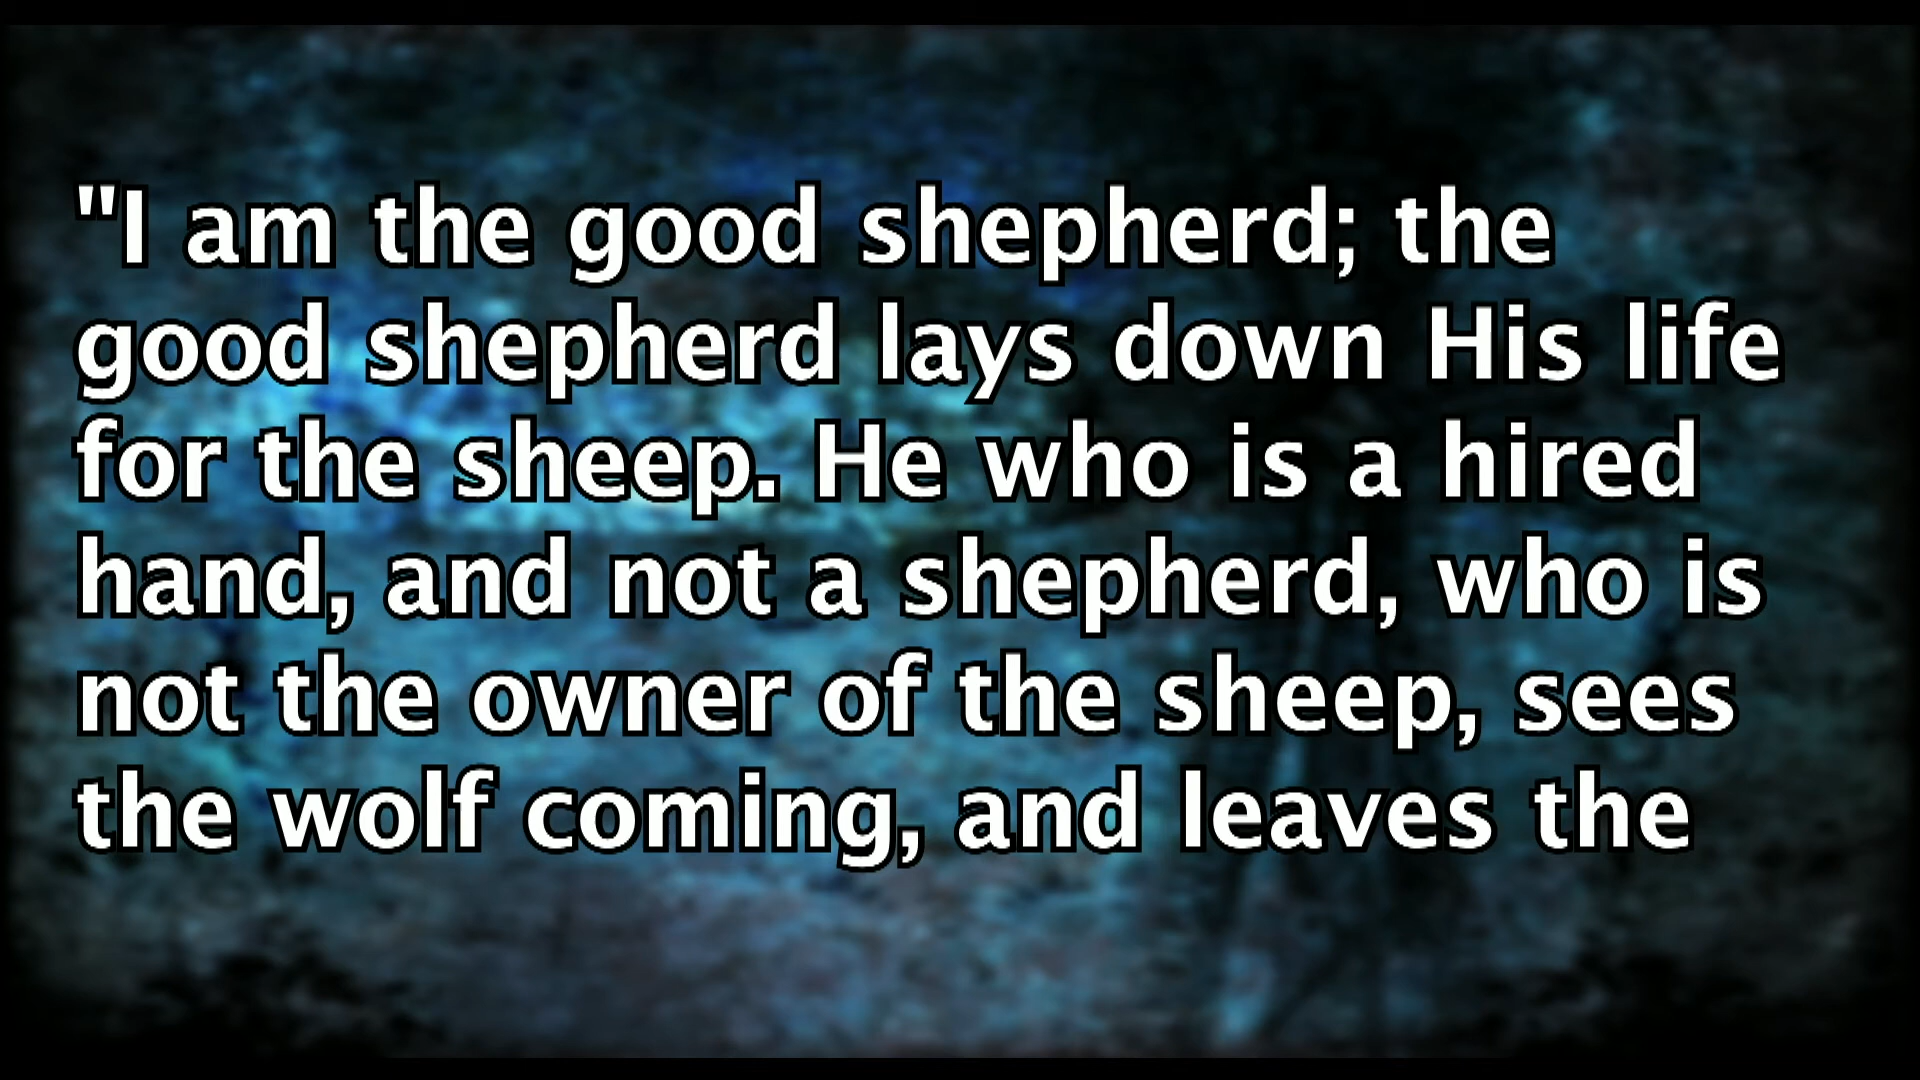 "I am the good shepherd; the
good shepherd lays down His life
for the sheep. He who is a hired
hand, and not a shepherd, who is
not the owner of the sheep, sees
the wolf coming, and leaves the